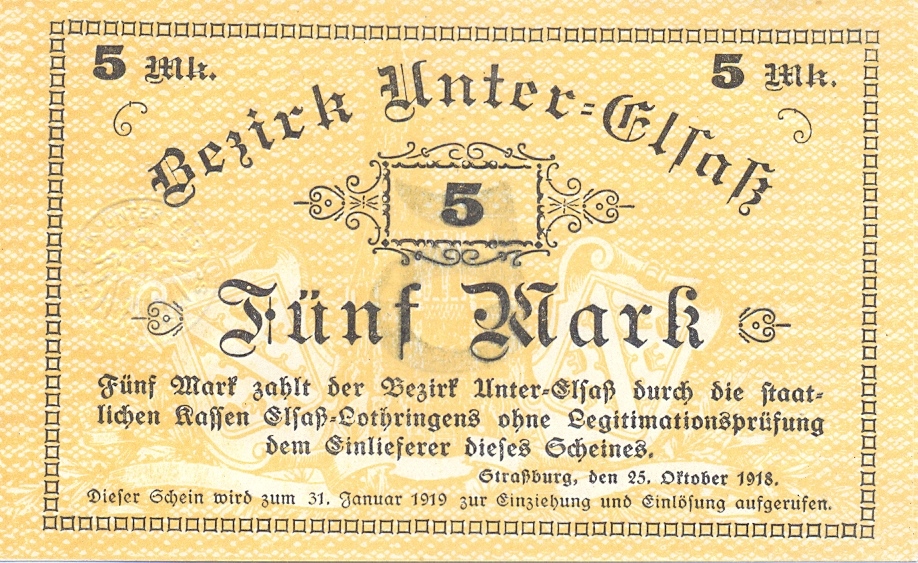 5 Mk.
5 Mk.
Bezirk Unter-Elsaß
5
Fünf Mark
Fünf Mark zahlt der Bezirk Unter-Elsaß durch die staat-
lichen Kassen Elsaß-Lothringens ohne Legitimationsprüfung
dem Einlieferer dieses Scheines.
Straßburg, den 25. Oktober 1918.
Dieser Schein wird zum 31. Januar 1919 zur Einziehung und Einlösung aufgerufen.